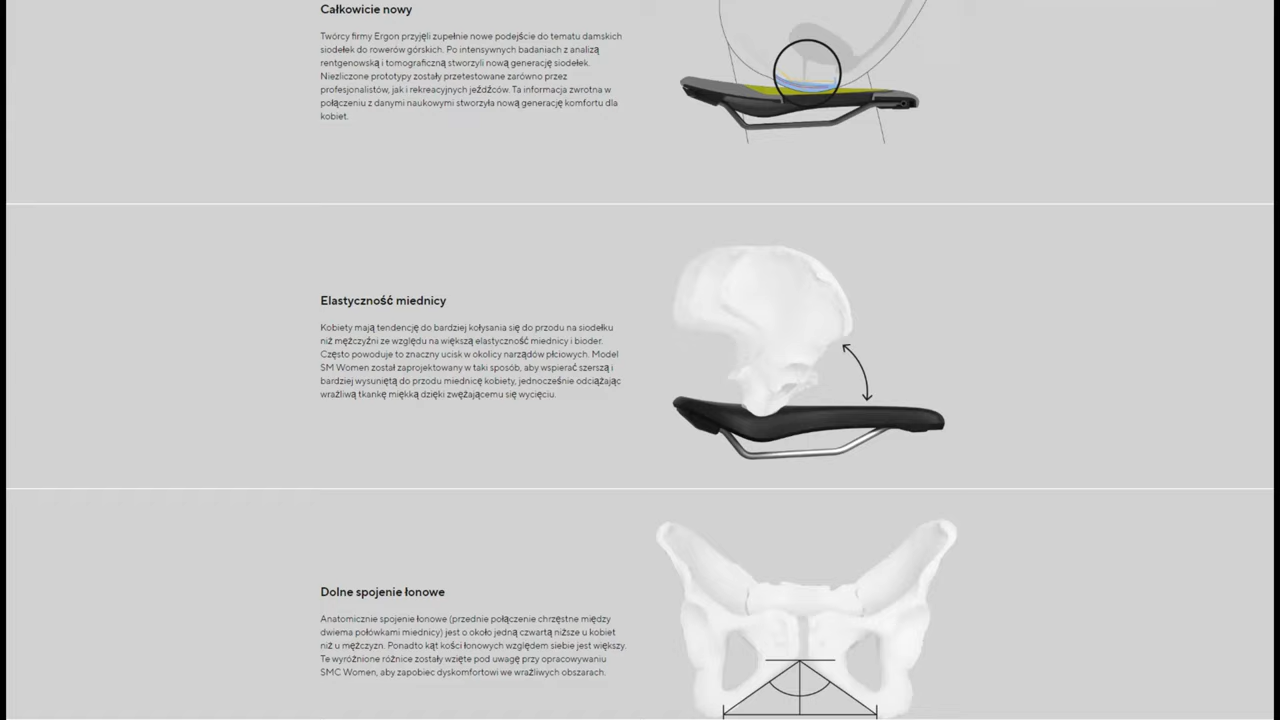 Całkowicie nowy
Twórcy firmy Ergon przyjęli zupełnie nowe podejście do tematu damskich
siodełek do rowerów górskich. Po intensywnych badaniach z analizą
rentgenowską i tomograficzną stworzyli nową generację siodełek.
Niezliczone prototypy zostały przetestowane zarówno przez
profesjonalistów, jak i rekreacyjnych jeźdźców. Ta informacja zwrotna w
połączeniu z danymi naukowymi stworzyła nową generację komfortu dla
kobiet.
Elastyczność miednicy
Kobiety mają tendencję do bardziej kołysania się do przodu na siodełku
niż mężczyźni ze względu na większą elastyczność miednicy i bioder.
Często powoduje to znaczny ucisk w okolicy narządów płciowych. Model
SM Women został zaprojektowany w taki sposób, aby wspierać szerszą i
bardziej wysuniętą do przodu miednicę kobiety, jednocześnie odciążając
wrażliwą tkankę miękką dzięki zwężającemu się wycięciu.
Dolne spojenie łonowe
Anatomicznie spojenie łonowe (przednie połączenie chrzęstne między
dwiema połówkami miednicy) jest o około jedną czwartą niższe u kobiet
niż u mężczyzn. Ponadto kąt kości łonowych względem siebie jest większy.
Te wyróżnione różnice zostały wzięte pod uwagę przy opracowywaniu
SMC Women, aby zapobiec dyskomfortowi we wrażliwych obszarach.